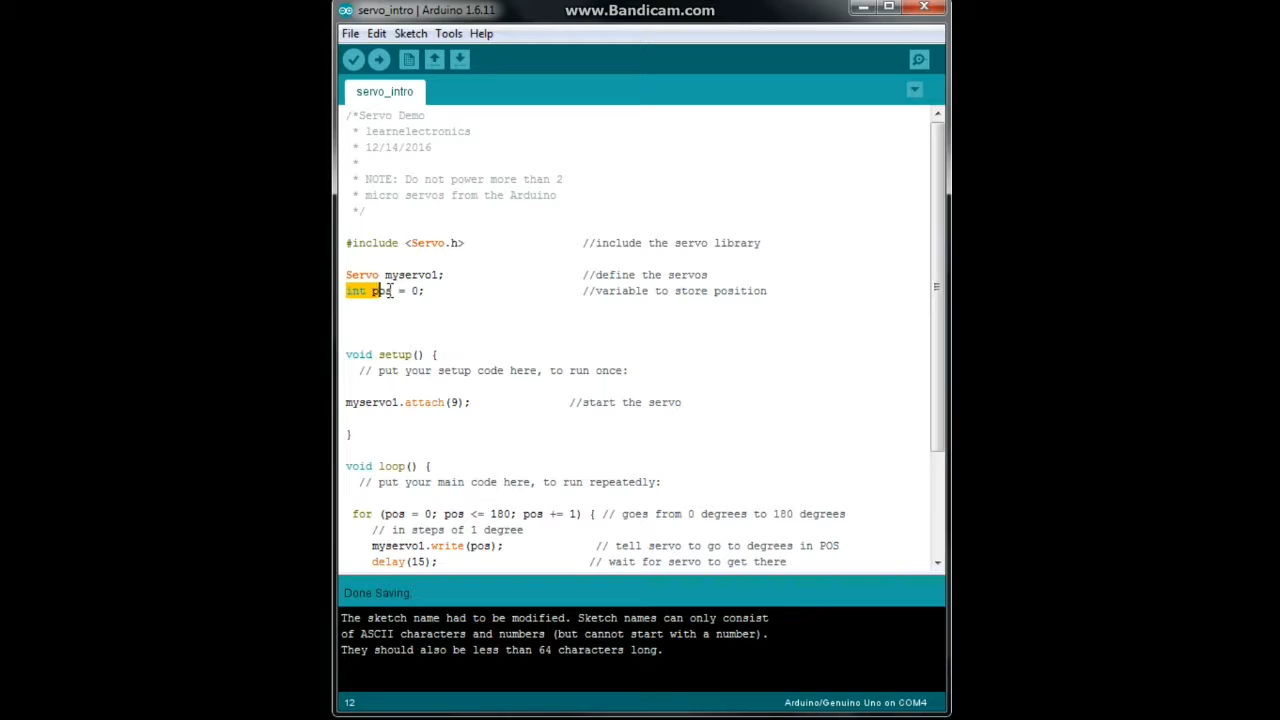 servo_intro | Arduino 1.6.11
www.Bandicam.com
File Edit Sketch Tools Help
servo_intro
/*Servo Demo
* learnelectronics
* 12/14/2016
*
* NOTE: Do not power more than 2
* micro servos from the Arduino
*/
#include <Servo.h> //include the servo library
Servo myservo1; //define the servos
int pos = 0; //variable to store position
void setup() {
// put your setup code here, to run once:
myservo1.attach(9); //start the servo
}
void loop() {
// put your main code here, to run repeatedly:
for (pos = 0; pos <= 180; pos += 1) { // goes from 0 degrees to 180 degrees
// in steps of 1 degree
myservo1.write(pos); // tell servo to go to degrees in POS
delay(15); // wait for servo to get there
Done Saving.
The sketch name had to be modified. Sketch names can only consist
of ASCII characters and numbers (but cannot start with a number).
They should also be less than 64 characters long.
12 Arduino/Genuino Uno on COM4